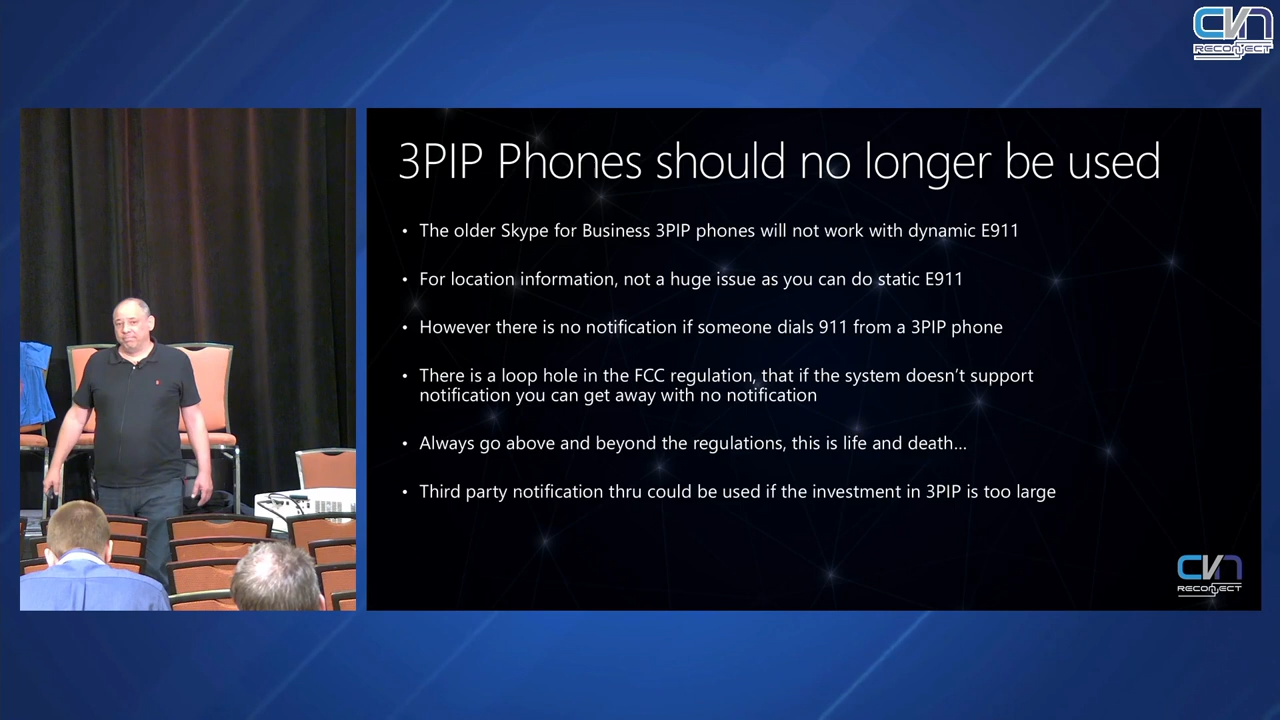 CVN
RECONNECT
3PIP Phones should no longer be used
• The older Skype for Business 3PIP phones will not work with dynamic E911
• For location information, not a huge issue as you can do static E911
• However there is no notification if someone dials 911 from a 3PIP phone
• There is a loop hole in the FCC regulation, that if the system doesn't support
notification you can get away with no notification
• Always go above and beyond the regulations, this is life and death...
• Third party notification thru could be used if the investment in 3PIP is too large
CVN
RECONNECT